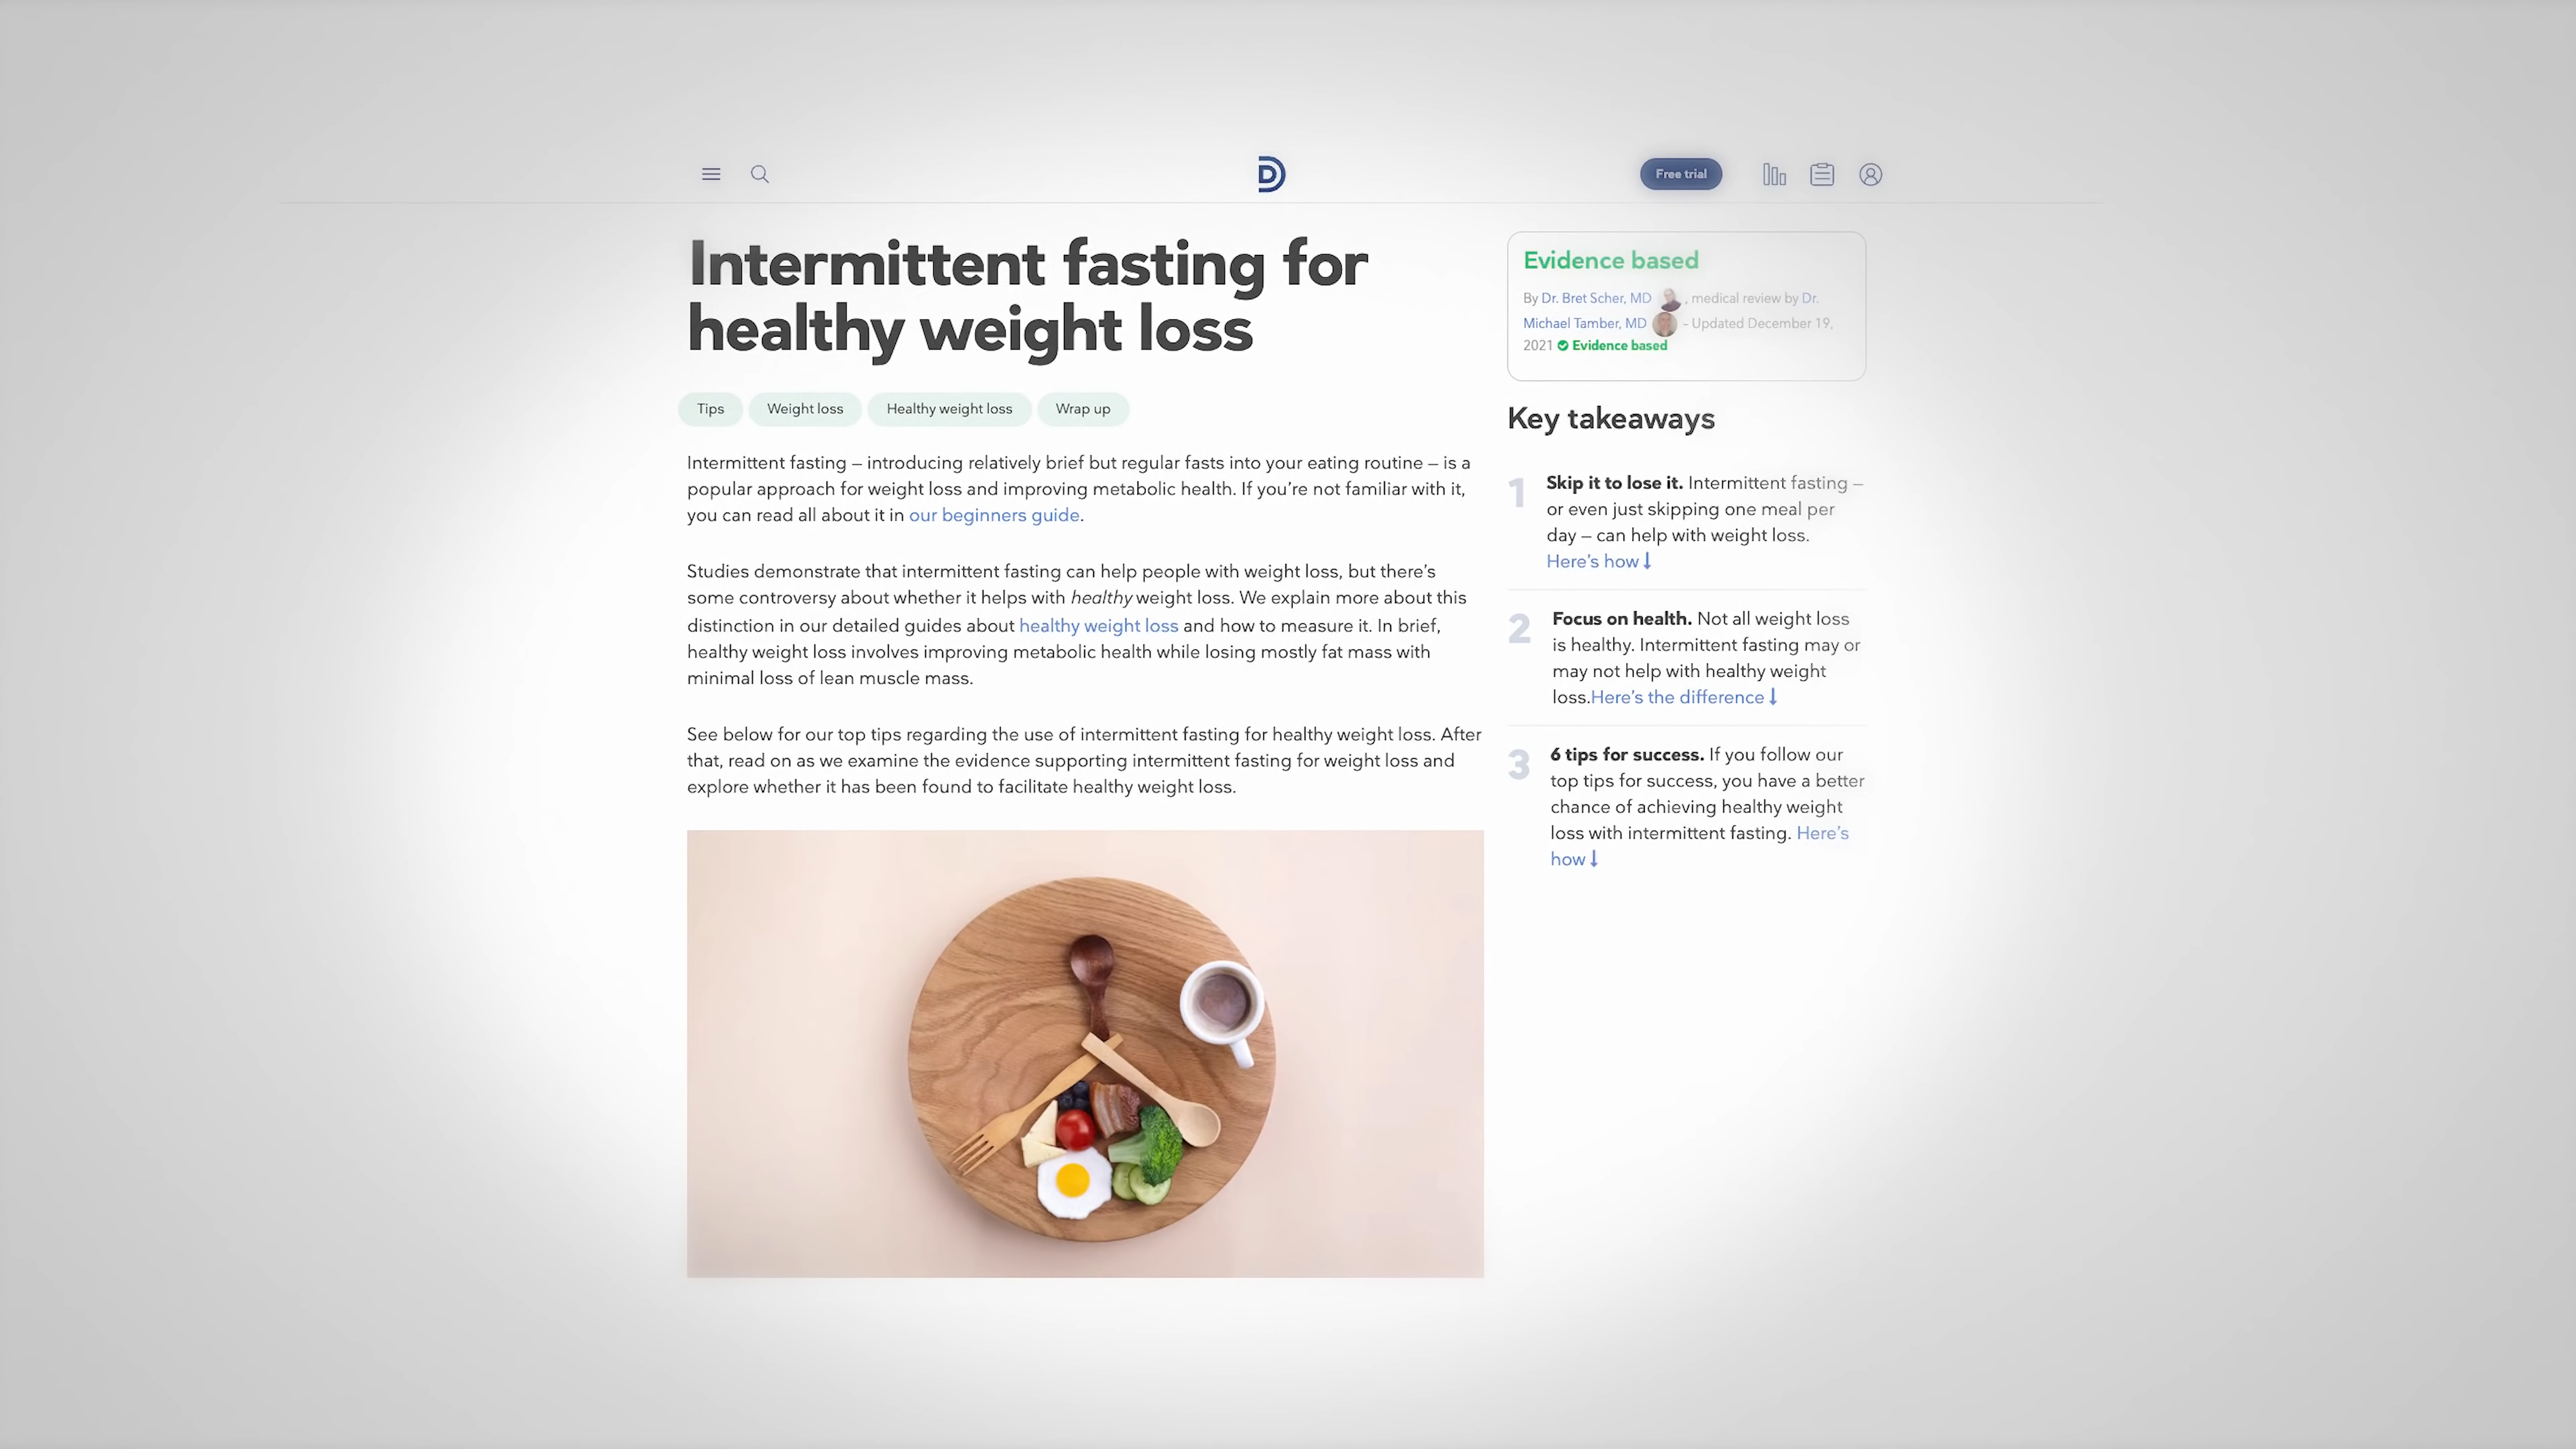 Free trial
Intermittent fasting for
healthy weight loss
Tips
Weight loss
Healthy weight loss
Wrap up
Intermittent fasting – introducing relatively brief but regular fasts into your eating routine – is a
popular approach for weight loss and improving metabolic health. If you’re not familiar with it,
you can read all about it in our beginners guide.
Studies demonstrate that intermittent fasting can help people with weight loss, but there’s
some controversy about whether it helps with healthy weight loss. We explain more about this
distinction in our detailed guides about healthy weight loss and how to measure it. In brief,
healthy weight loss involves improving metabolic health while losing mostly fat mass with
minimal loss of lean muscle mass.
See below for our top tips regarding the use of intermittent fasting for healthy weight loss. After
that, read on as we examine the evidence supporting intermittent fasting for weight loss and
explore whether it has been found to facilitate healthy weight loss.
Evidence based
By Dr. Bret Scher, MD , medical review by Dr.
Michael Tamber, MD – Updated December 19,
2021 Evidence based
Key takeaways
1 Skip it to lose it. Intermittent fasting –
or even just skipping one meal per
day – can help with weight loss.
Here’s how ↓
2 Focus on health. Not all weight loss
is healthy. Intermittent fasting may or
may not help with healthy weight
loss.Here’s the difference ↓
3 6 tips for success. If you follow our
top tips for success, you have a better
chance of achieving healthy weight
loss with intermittent fasting. Here’s
how ↓